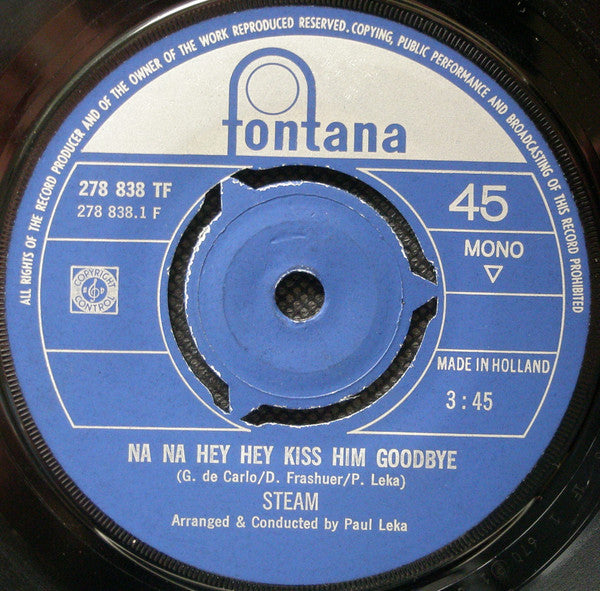 ALL RIGHTS OF THE RECORD PRODUCER AND OF THE OWNER OF THE WORK REPRODUCED RESERVED. COPYING, PUBLIC PERFORMANCE AND BROADCASTING OF THIS RECORD PROHIBITED
fontana
278 838 TF
278 838.1 F
45
MONO
COPYRIGHT CONTROL
MADE IN HOLLAND
3:45
NA NA HEY HEY KISS HIM GOODBYE
(G. de Carlo/D. Frashuer/P. Leka)
STEAM
Arranged & Conducted by Paul Leka